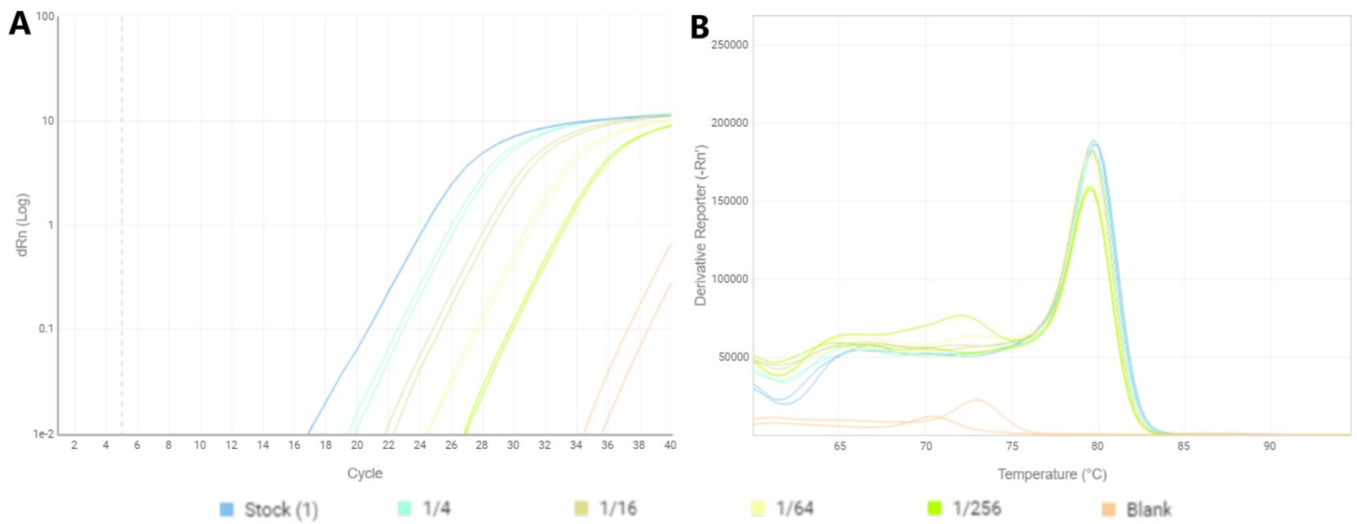 A
100
10
1
0.1
1e-2
dRn (Log)
2 4 6 8 10 12 14 16 18 20 22 24 26 28 30 32 34 36 38 40
Cycle
B
250000
200000
150000
100000
50000
Derivative Reporter (-Rn')
65 70 75 80 85 90
Temperature (°C)
Stock (1) 1/4 1/16 1/64 1/256 Blank